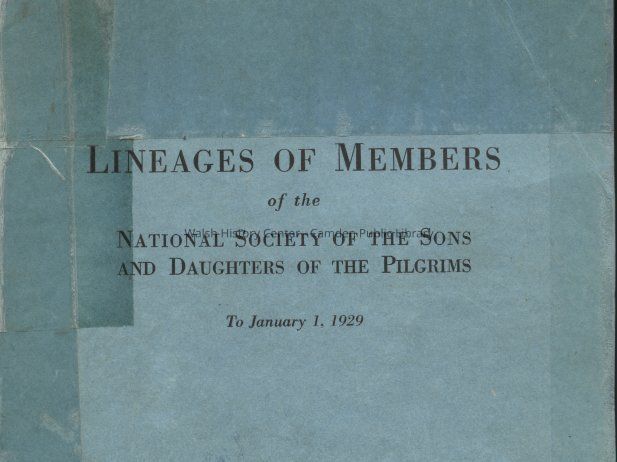 LINEAGES OF MEMBERS
of the
Walsh History Center - Camden Public Library
NATIONAL SOCIETY OF THE SONS
AND DAUGHTERS OF THE PILGRIMS
To January 1, 1929